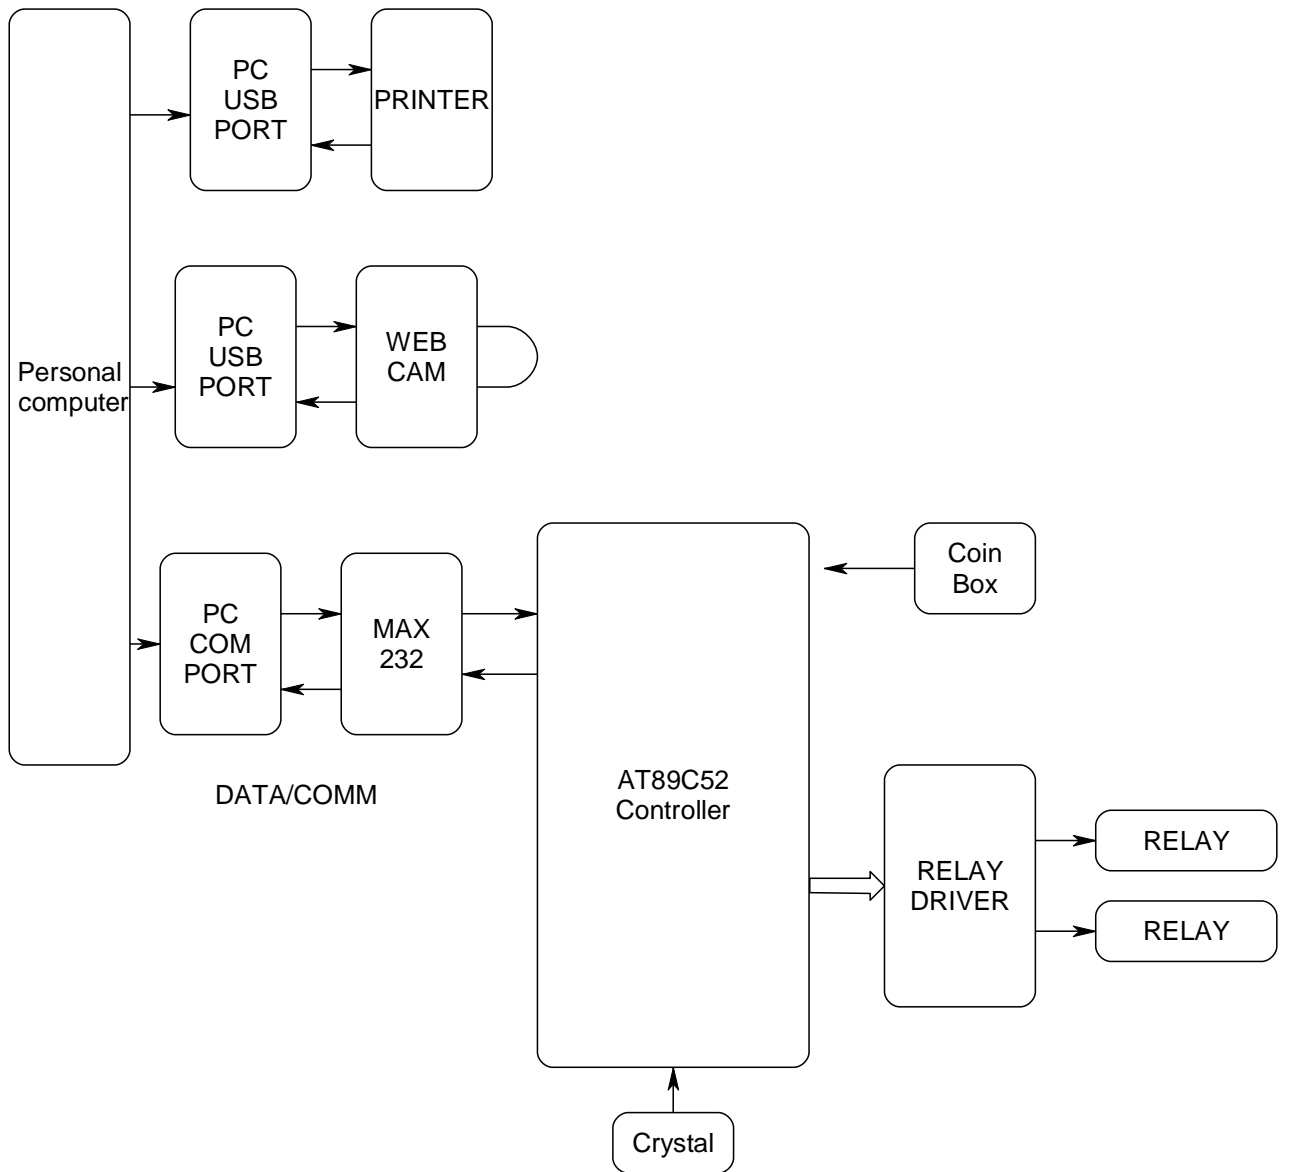 PC
USB
PORT
PRINTER
PC
USB
PORT
WEB
CAM
Personal
computer
PC
COM
PORT
MAX
232
DATA/COMM
AT89C52
Controller
Coin
Box
RELAY
DRIVER
RELAY
RELAY
Crystal